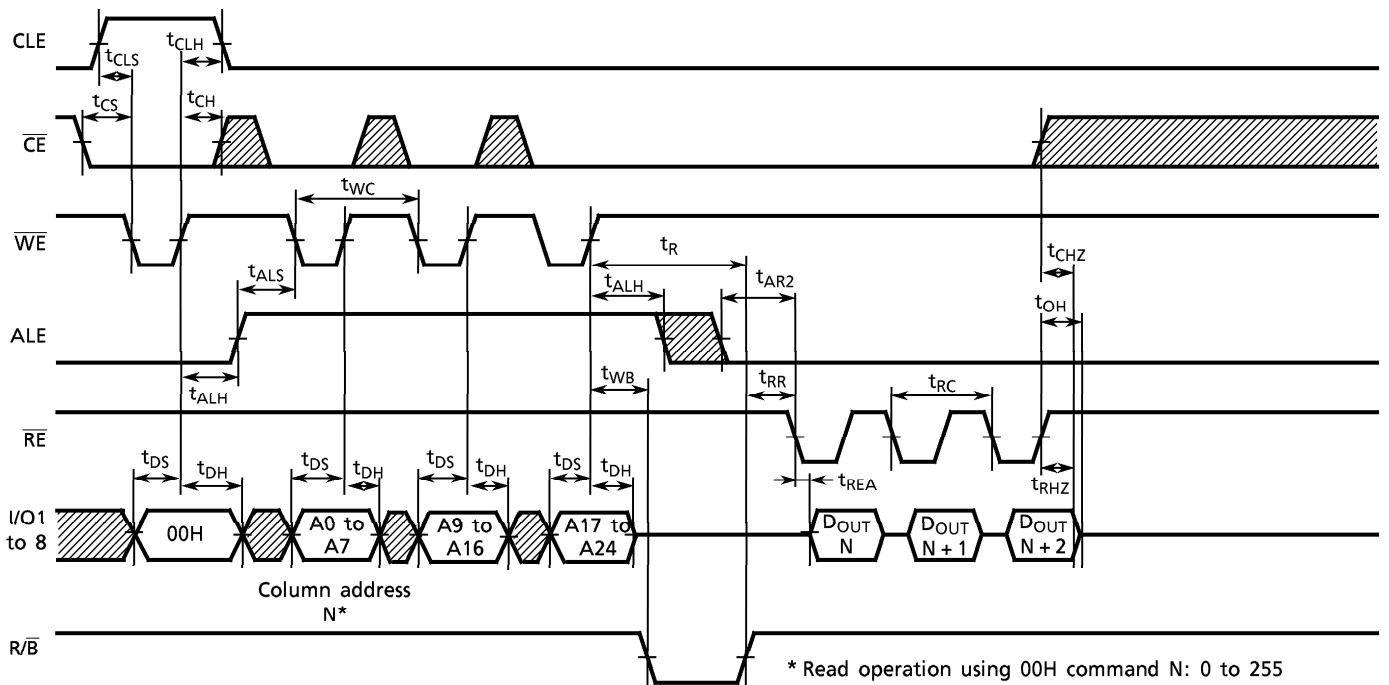 CLE
tCLS
tCLH
tCS
tCH
CE
tWC
WE
tR
tCHZ
tALS
tALH
tAR2
tOH
ALE
tALH
tWB
tRR
tRC
RE
tDS
tDH
tDS
tDH
tDS
tDH
tDS
tDH
tREA
tRHZ
I/O1
to 8
00H
A0 to
A7
A9 to
A16
A17 to
A24
DOUT
N
DOUT
N + 1
DOUT
N + 2
Column address
N*
R/B
* Read operation using 00H command N: 0 to 255